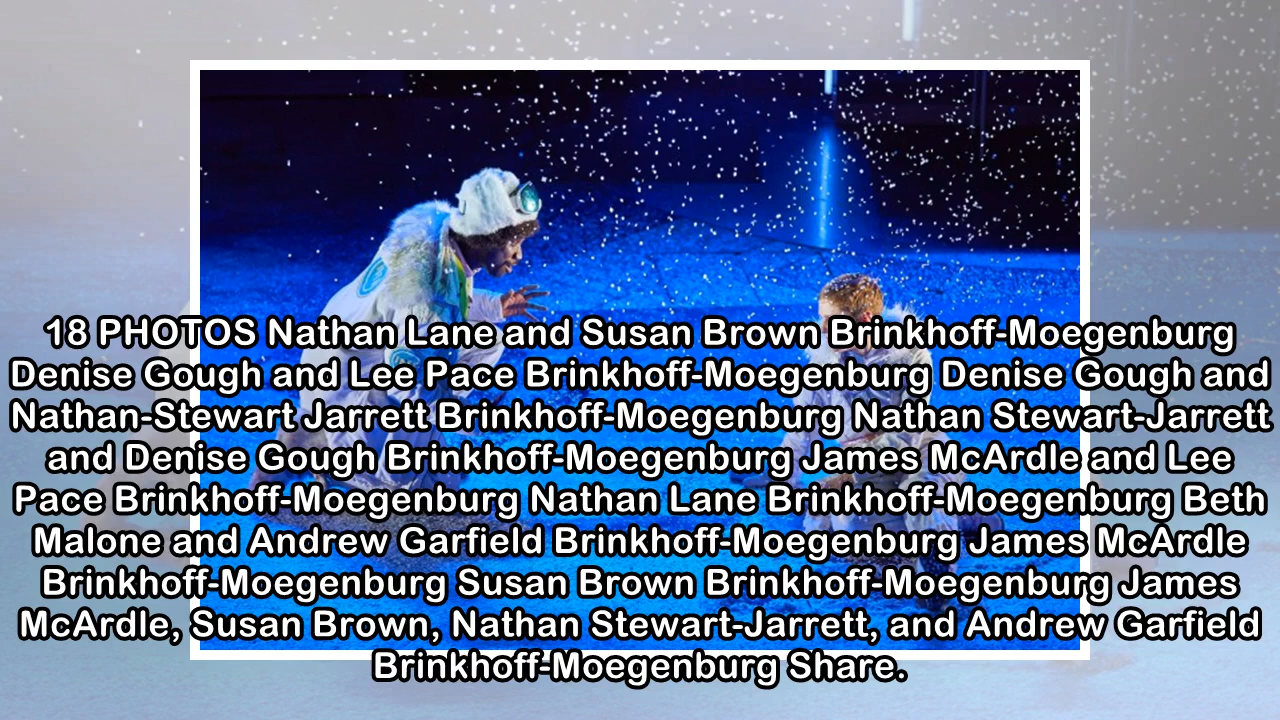 18 PHOTOS Nathan Lane and Susan Brown Brinkhoff-Moegenburg
Denise Gough and Lee Pace Brinkhoff-Moegenburg Denise Gough and
Nathan-Stewart Jarrett Brinkhoff-Moegenburg Nathan Stewart-Jarrett
and Denise Gough Brinkhoff-Moegenburg James McArdle and Lee
Pace Brinkhoff-Moegenburg Nathan Lane Brinkhoff-Moegenburg Beth
Malone and Andrew Garfield Brinkhoff-Moegenburg James McArdle
Brinkhoff-Moegenburg Susan Brown Brinkhoff-Moegenburg James
McArdle, Susan Brown, Nathan Stewart-Jarrett, and Andrew Garfield
Brinkhoff-Moegenburg Share.